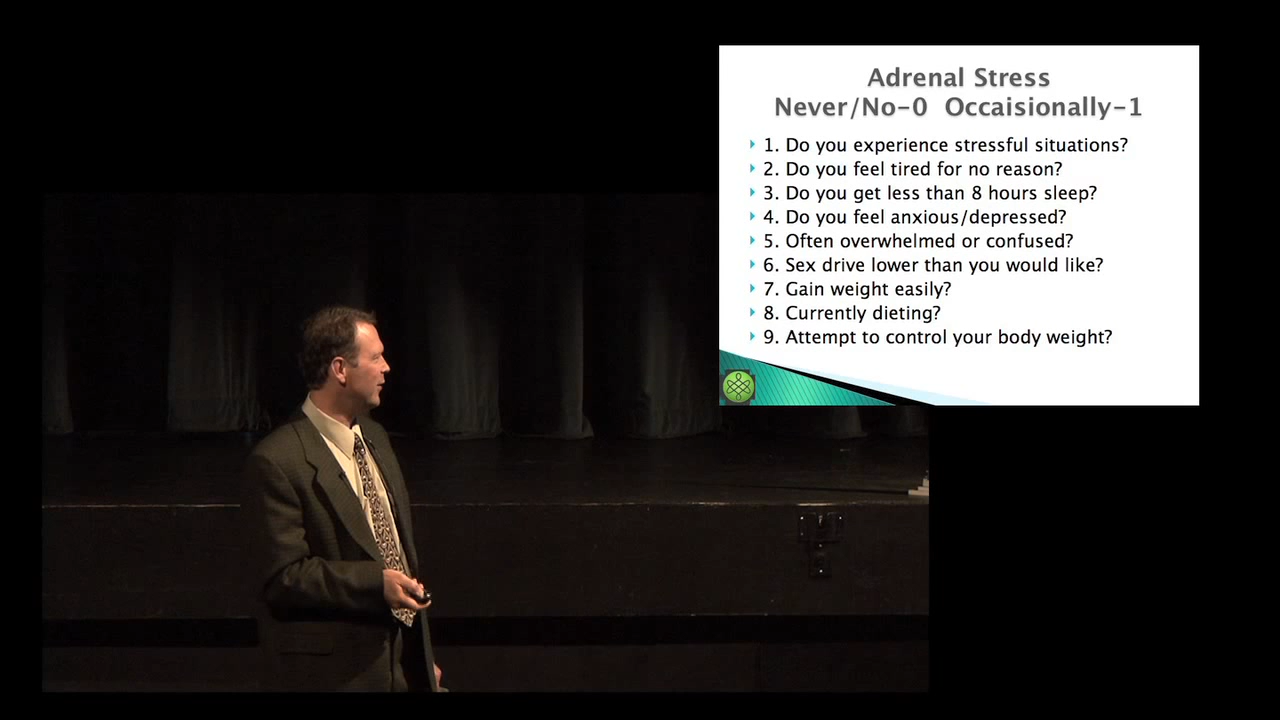 Adrenal Stress
Never/No-0 Occaisionally-1
1. Do you experience stressful situations?
2. Do you feel tired for no reason?
3. Do you get less than 8 hours sleep?
4. Do you feel anxious/depressed?
5. Often overwhelmed or confused?
6. Sex drive lower than you would like?
7. Gain weight easily?
8. Currently dieting?
9. Attempt to control your body weight?